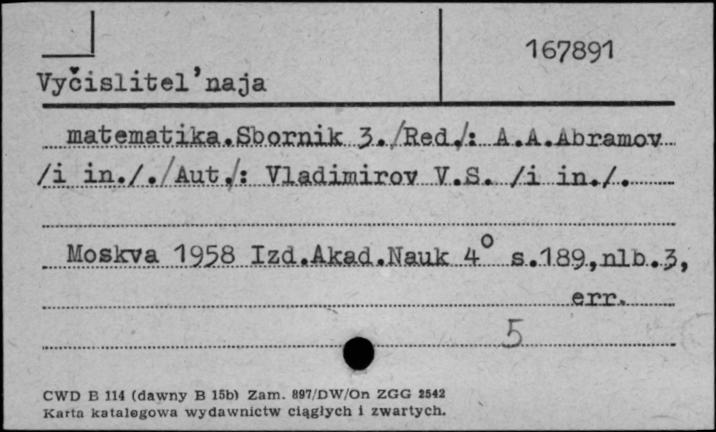 167891
Vyčislitel'naja
matematika.Sbornik 3./Red./: A.A.Abramov
/i in././Aut./: Vladimirov V.S. /i in./.
Moskva 1958 Izd.Akad.Nauk 4° s.189,nlb.3,
err.
5
CWD B 114 (dawny B 15b) Zam. 897/DW/On ZGG 2542
Karta katalogowa wydawnictw ciągłych i zwartych.